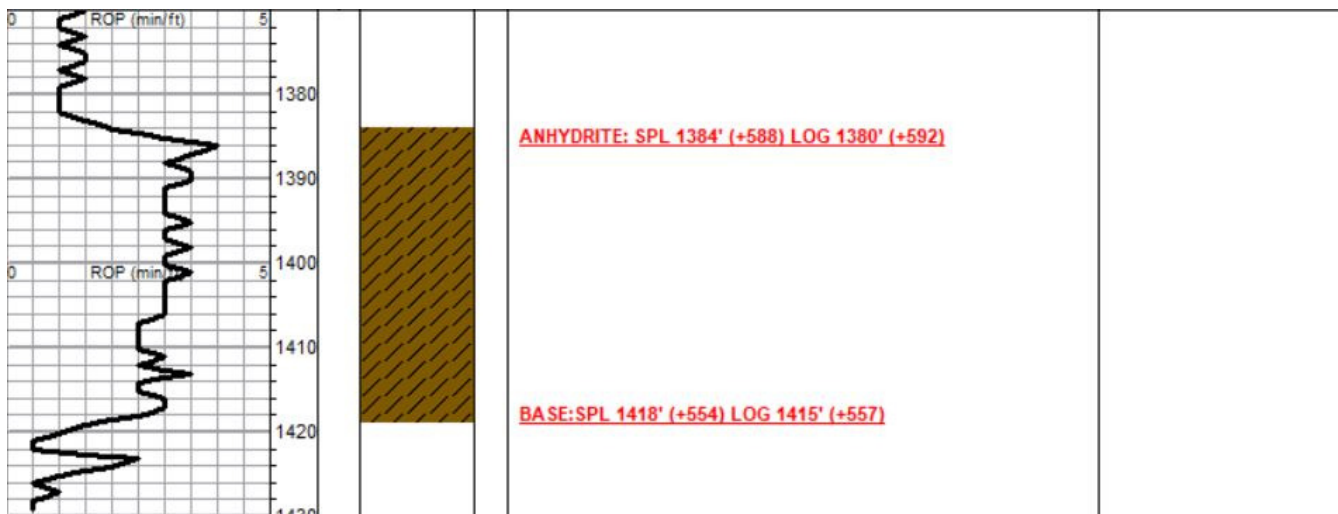 0 ROP (min/ft) 5
1380
ANHYDRITE: SPL 1384' (+588) LOG 1380' (+592)
1390
1400
0 ROP (min/ 5
1410
BASE:SPL 1418' (+554) LOG 1415' (+557)
1420